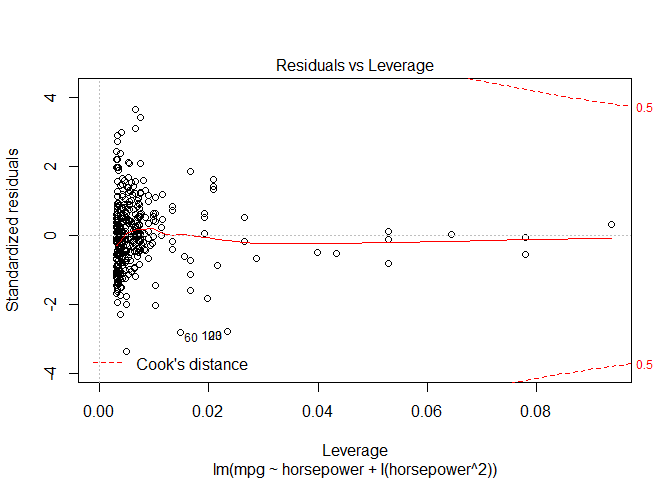 Residuals vs Leverage
4
2
0
-2
-4
Standardized residuals
0.5
0.5
60
Cook's distance
0.00
0.02
0.04
0.06
0.08
Leverage
lm(mpg ~ horsepower + I(horsepower^2))